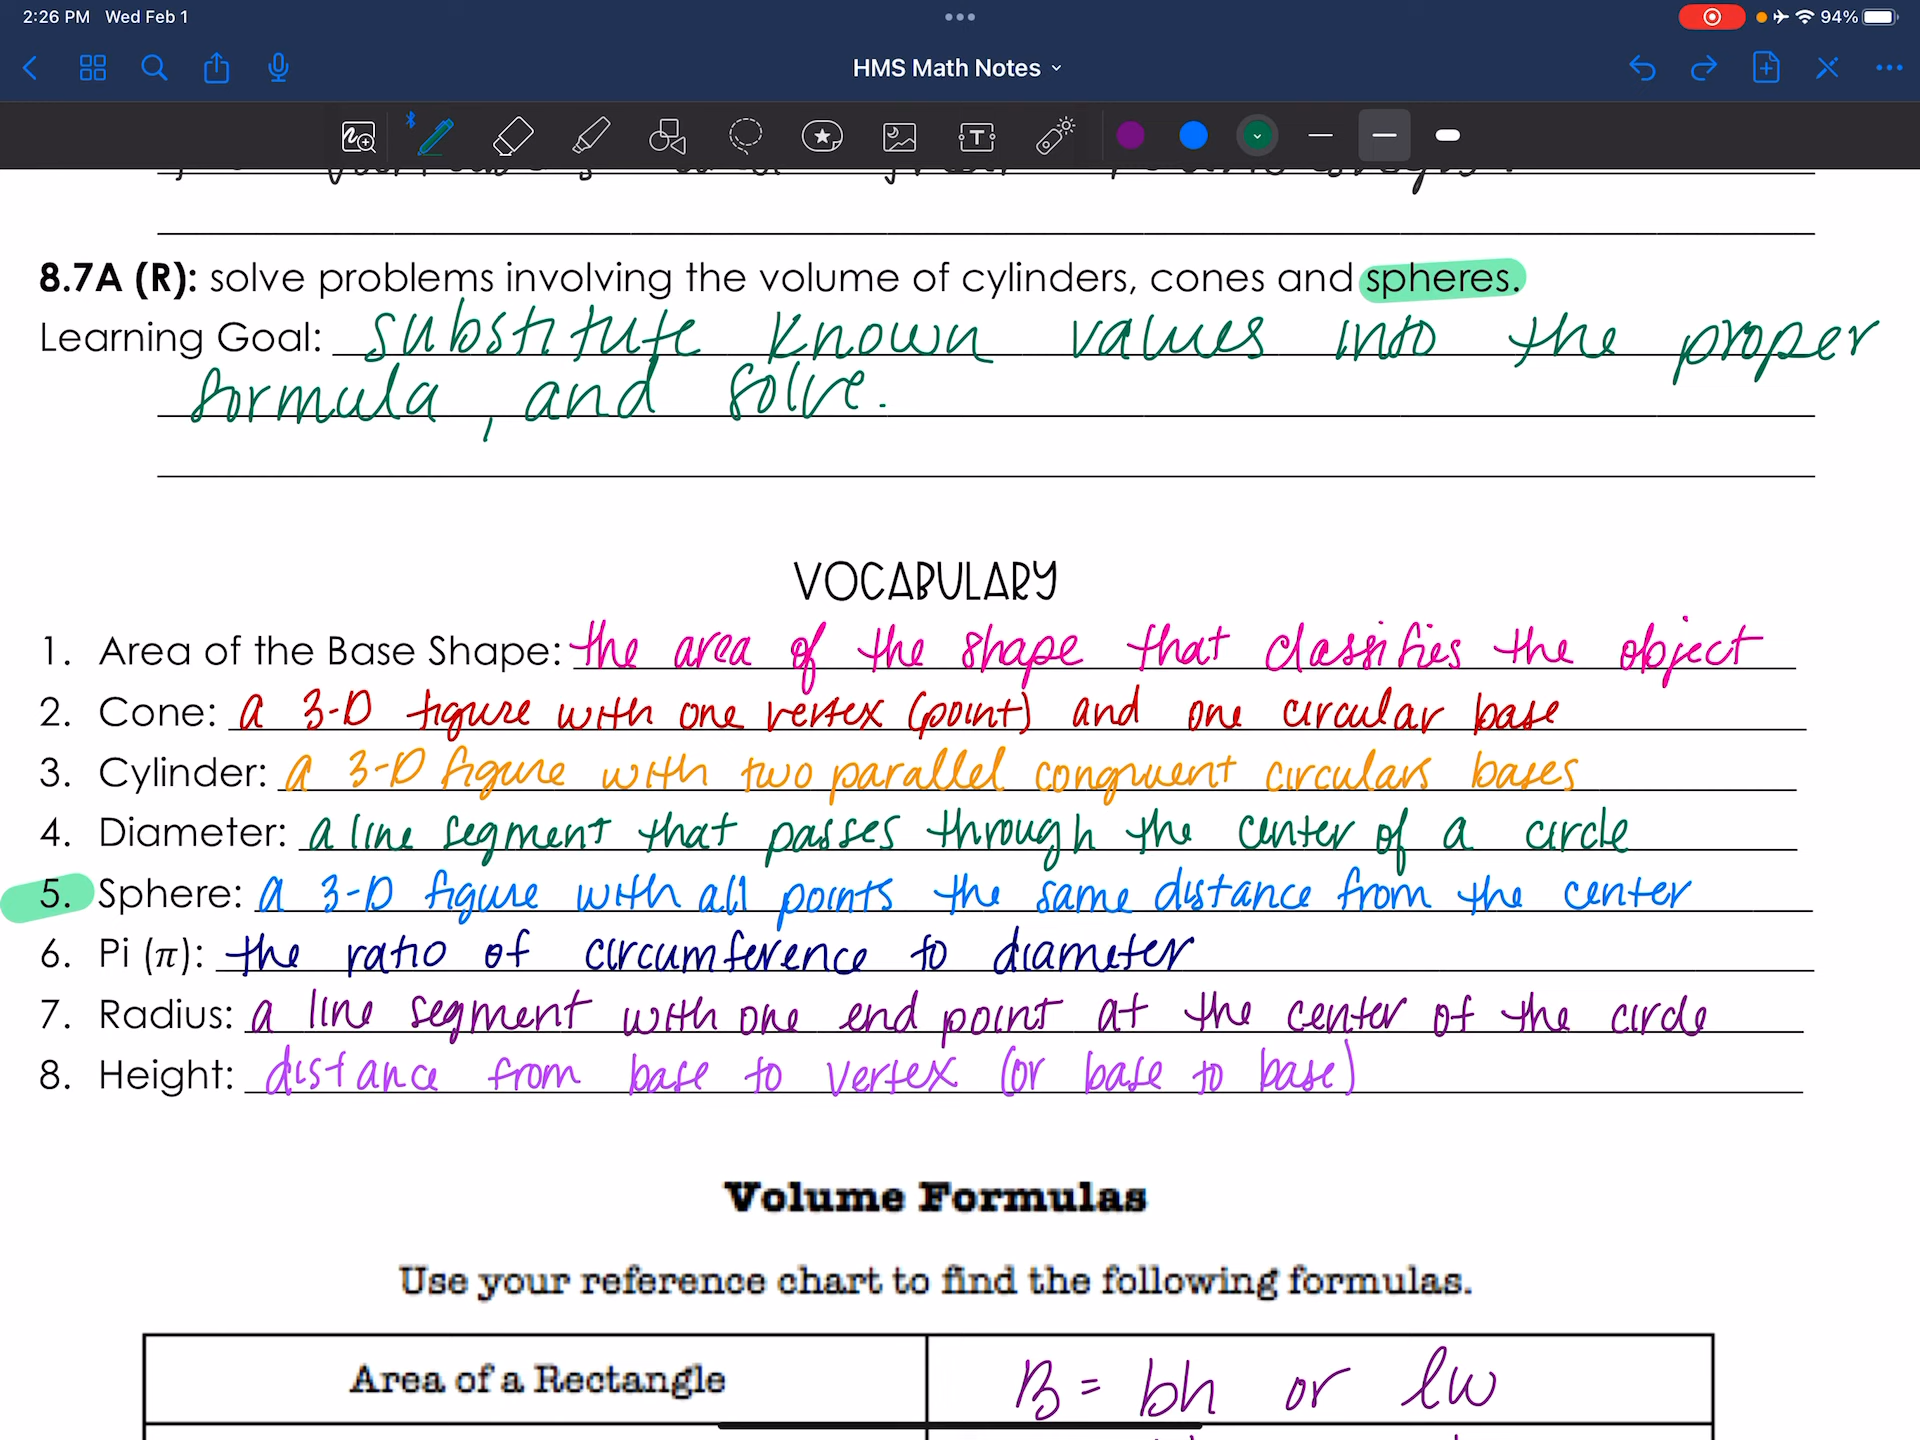 2:26 PM Wed Feb 1
94%
HMS Math Notes
8.7A (R): solve problems involving the volume of cylinders, cones and spheres.
Learning Goal: substitute known values into the proper
formula, and solve.
VOCABULARY
1. Area of the Base Shape: the area of the shape that classifies the object
2. Cone: a 3-D figure with one vertex (point) and one circular base
3. Cylinder: a 3-D figure with two parallel congruent circulars bases
4. Diameter: a line segment that passes through the center of a circle
5. Sphere: a 3-D figure with all points the same distance from the center
6. Pi (π): the ratio of circumference to diameter
7. Radius: a line segment with one end point at the center of the circle
8. Height: distance from base to vertex (or base to base)
Volume Formulas
Use your reference chart to find the following formulas.
Area of a Rectangle B = bh or lw